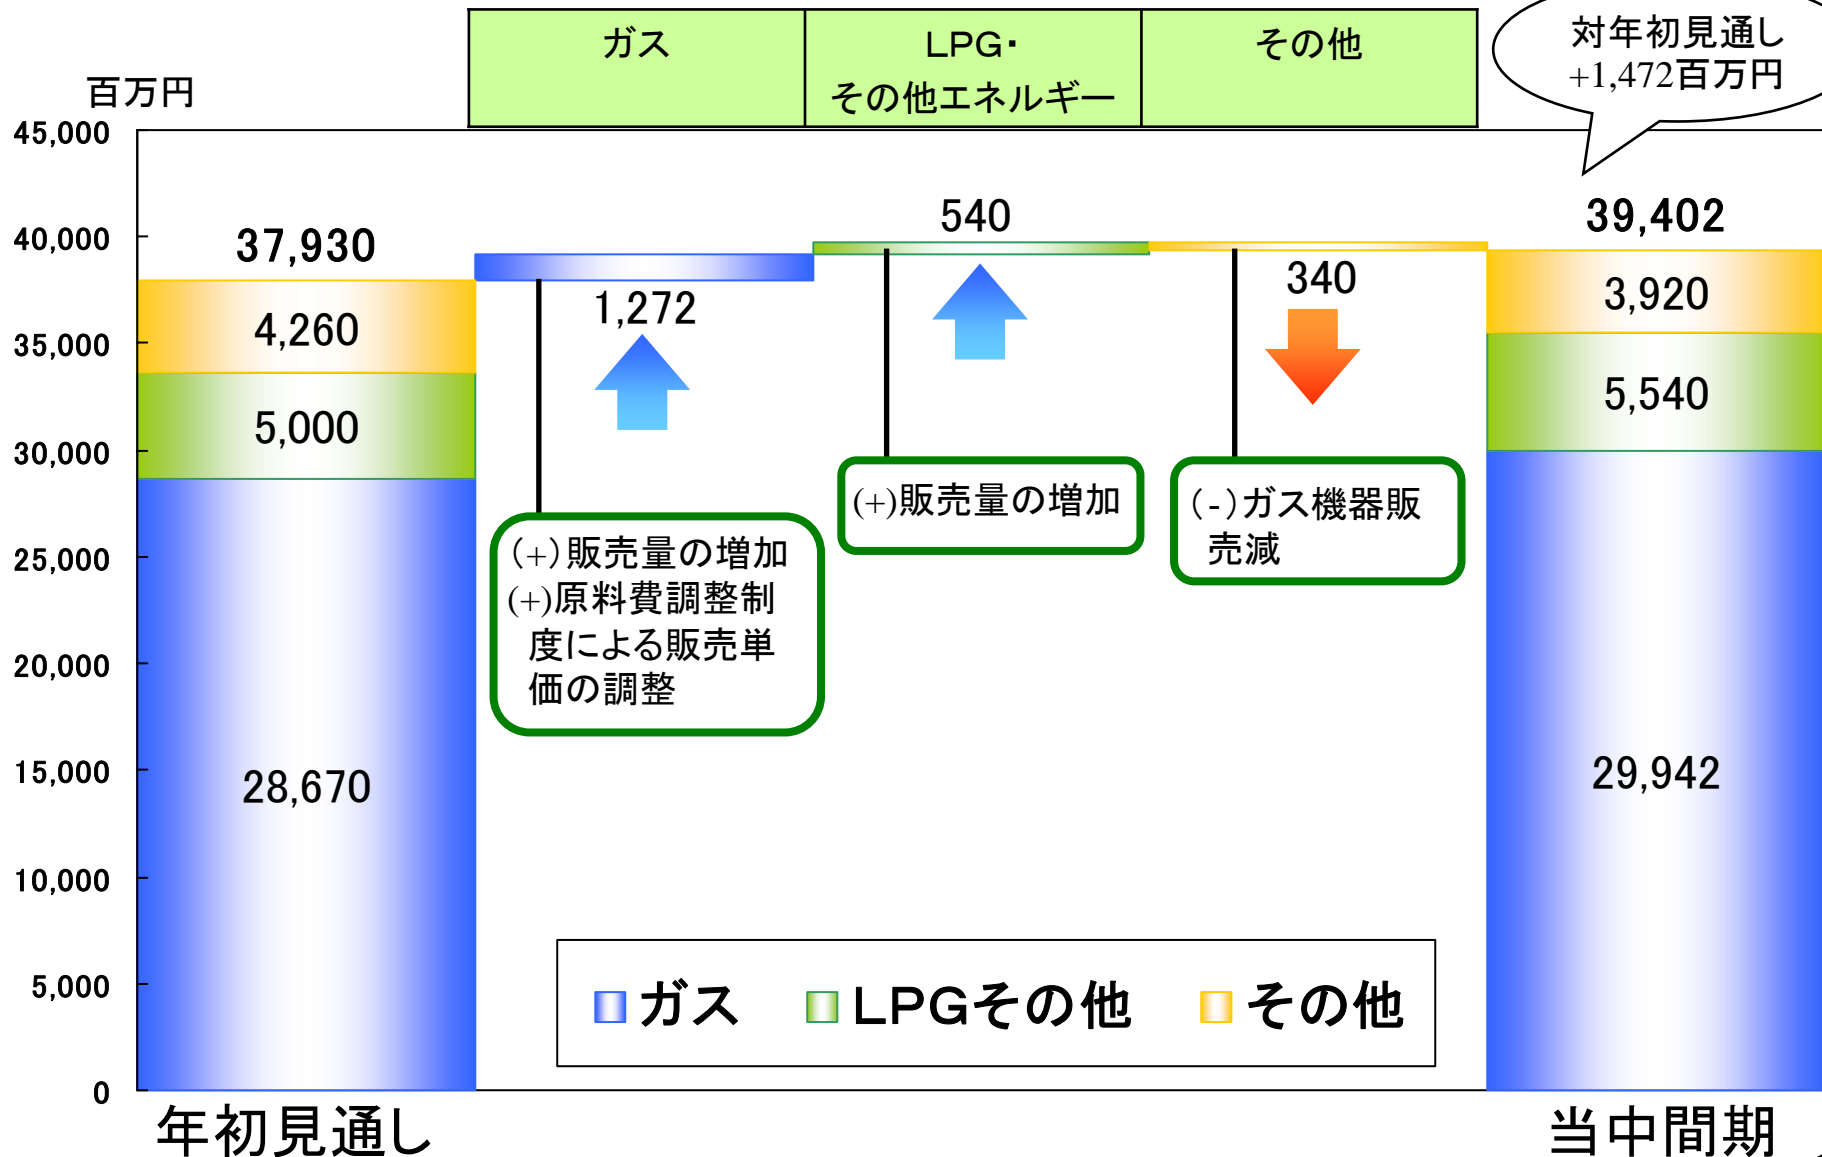 ガス
LPG・
その他エネルギー
その他
対年初見通し
+1,472百万円
百万円
45,000
40,000
35,000
30,000
25,000
20,000
15,000
10,000
5,000
0
37,930
4,260
5,000
28,670
1,272
540
340
39,402
3,920
5,540
29,942
(+)販売量の増加
(+)原料費調整制
度による販売単
価の調整
(+)販売量の増加
(-)ガス機器販
売減
ガス
LPGその他
その他
年初見通し
当中間期